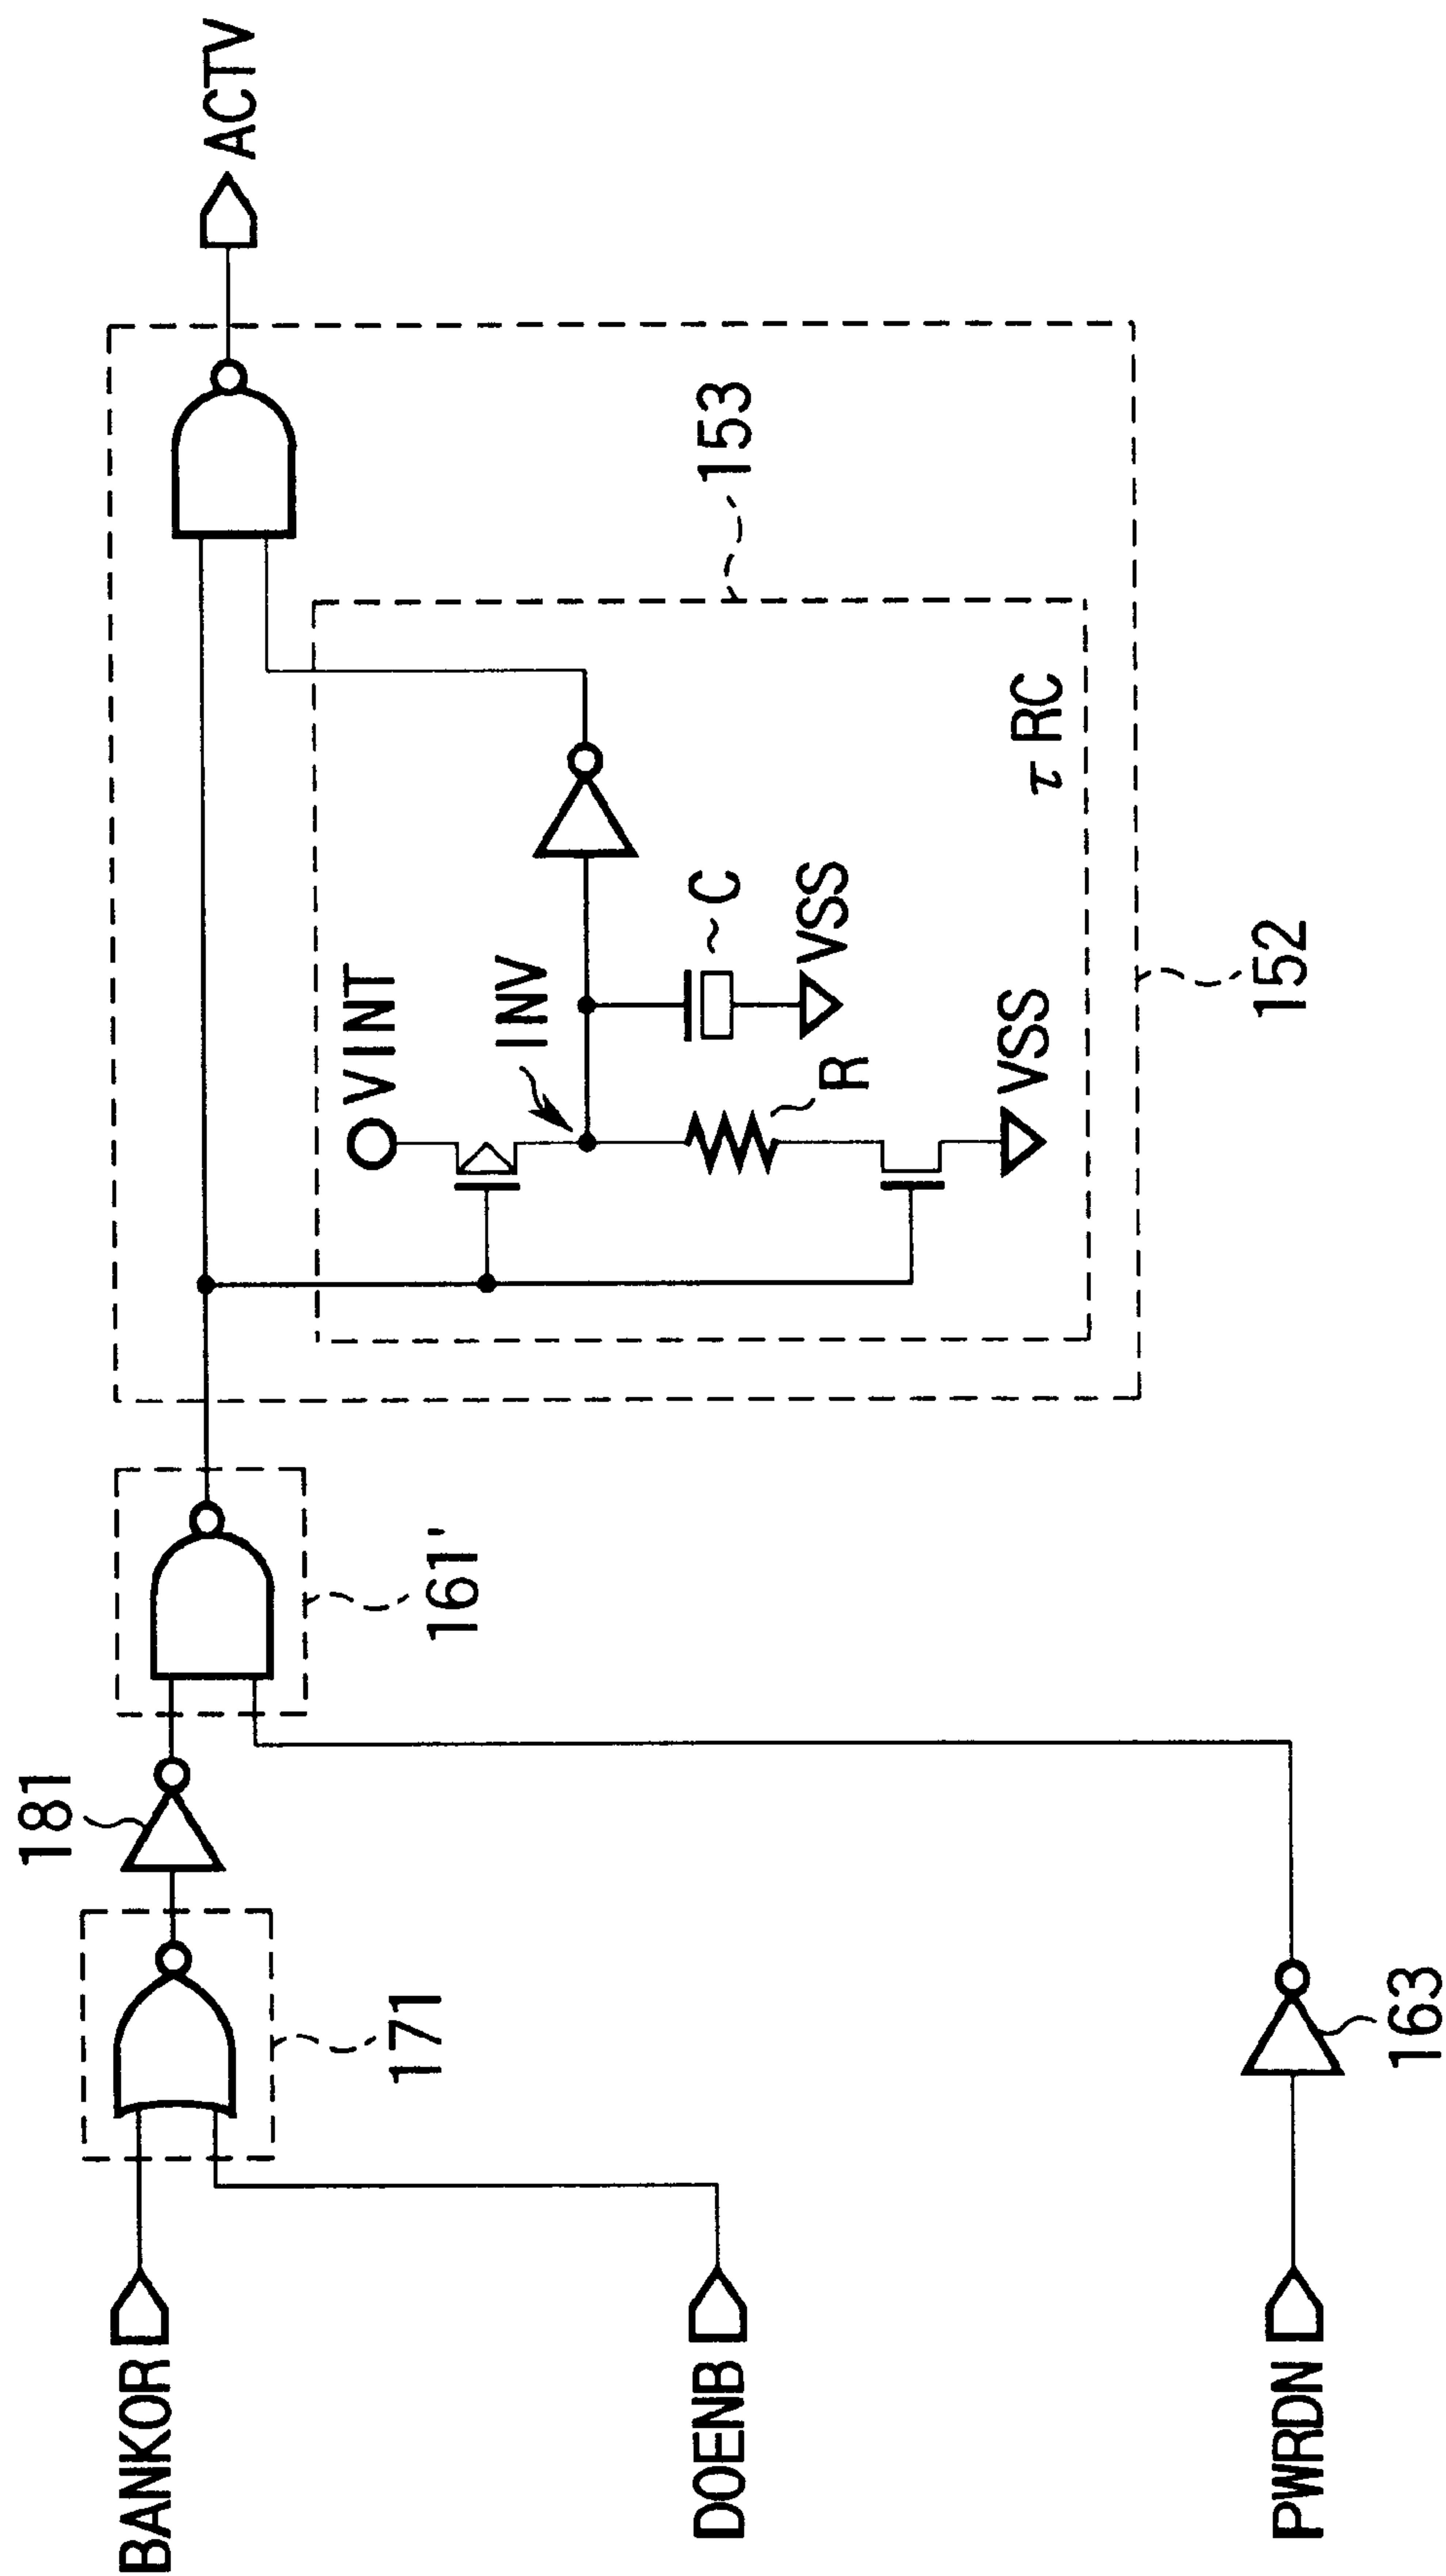 BANKOR
DOENB
PWRDN
171
181
163
161'
VINT
INV
R
C
VSS
VSS
τ RC
153
152
ACTV